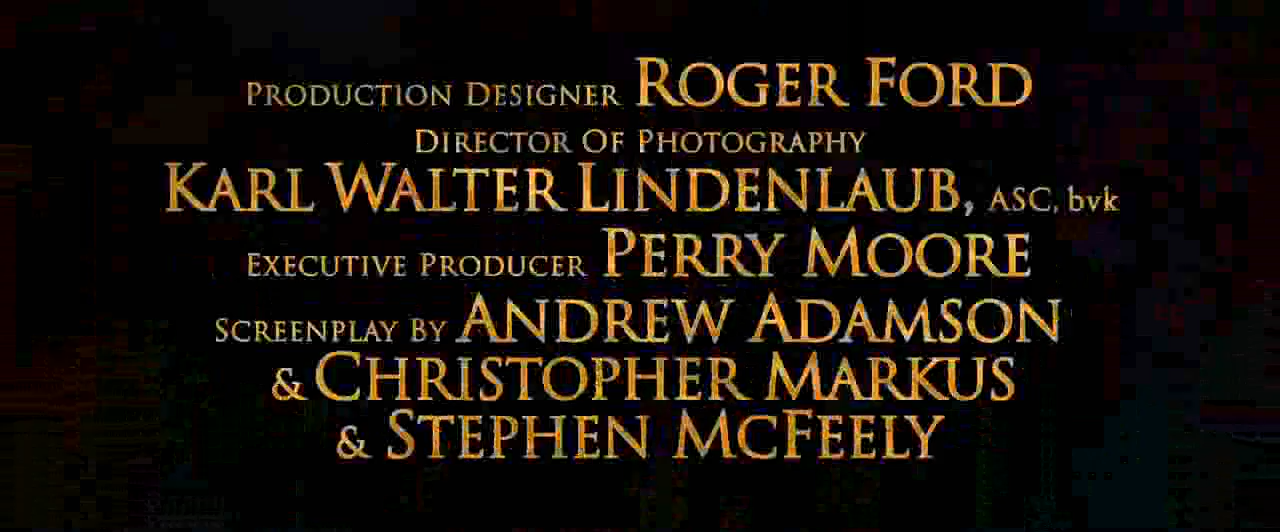 PRODUCTION DESIGNER ROGER FORD
DIRECTOR OF PHOTOGRAPHY
KARL WALTER LINDENLAUB, ASC, bvk
EXECUTIVE PRODUCER PERRY MOORE
SCREENPLAY BY ANDREW ADAMSON
& CHRISTOPHER MARKUS
& STEPHEN MCFEELY